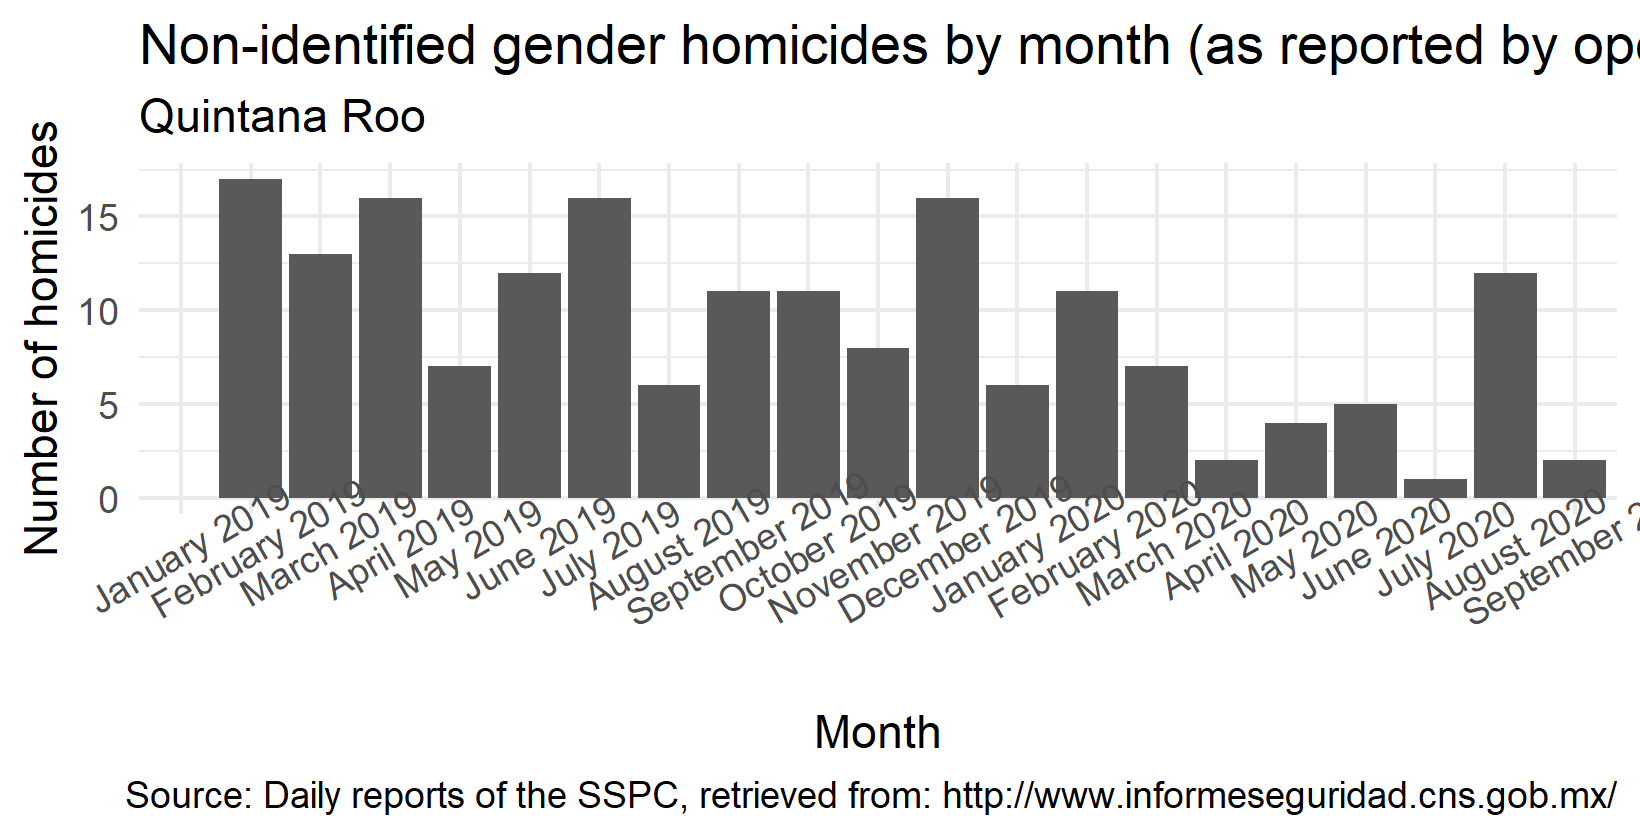 Non-identified gender homicides by month (as reported by ope
Quintana Roo
Number of homicides
15
10
5
0
January 2019
February 2019
March 2019
April 2019
May 2019
June 2019
July 2019
August 2019
September 2019
October 2019
November 2019
December 2019
January 2020
February 2020
March 2020
April 2020
May 2020
June 2020
July 2020
August 2020
September 2
Month
Source: Daily reports of the SSPC, retrieved from: http://www.informeseguridad.cns.gob.mx/